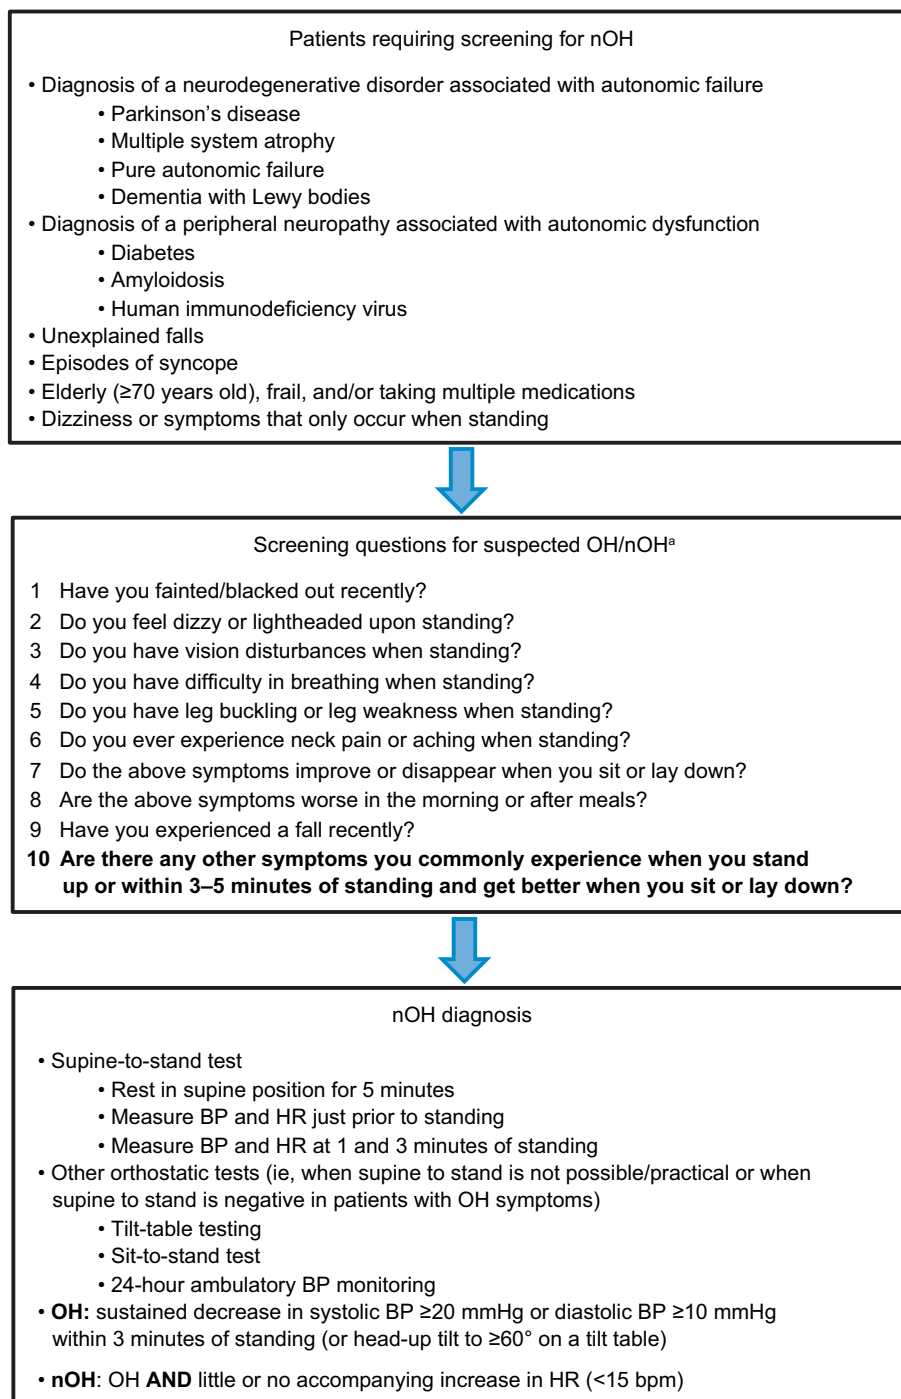 Patients requiring screening for nOH
• Diagnosis of a neurodegenerative disorder associated with autonomic failure
• Parkinson's disease
• Multiple system atrophy
• Pure autonomic failure
• Dementia with Lewy bodies
• Diagnosis of a peripheral neuropathy associated with autonomic dysfunction
• Diabetes
• Amyloidosis
• Human immunodeficiency virus
• Unexplained falls
• Episodes of syncope
• Elderly (≥70 years old), frail, and/or taking multiple medications
• Dizziness or symptoms that only occur when standing
Screening questions for suspected OH/nOHᵃ
1 Have you fainted/blacked out recently?
2 Do you feel dizzy or lightheaded upon standing?
3 Do you have vision disturbances when standing?
4 Do you have difficulty in breathing when standing?
5 Do you have leg buckling or leg weakness when standing?
6 Do you ever experience neck pain or aching when standing?
7 Do the above symptoms improve or disappear when you sit or lay down?
8 Are the above symptoms worse in the morning or after meals?
9 Have you experienced a fall recently?
10 Are there any other symptoms you commonly experience when you stand
up or within 3–5 minutes of standing and get better when you sit or lay down?
nOH diagnosis
• Supine-to-stand test
• Rest in supine position for 5 minutes
• Measure BP and HR just prior to standing
• Measure BP and HR at 1 and 3 minutes of standing
• Other orthostatic tests (ie, when supine to stand is not possible/practical or when
supine to stand is negative in patients with OH symptoms)
• Tilt-table testing
• Sit-to-stand test
• 24-hour ambulatory BP monitoring
• OH: sustained decrease in systolic BP ≥20 mmHg or diastolic BP ≥10 mmHg
within 3 minutes of standing (or head-up tilt to ≥60° on a tilt table)
• nOH: OH AND little or no accompanying increase in HR (<15 bpm)